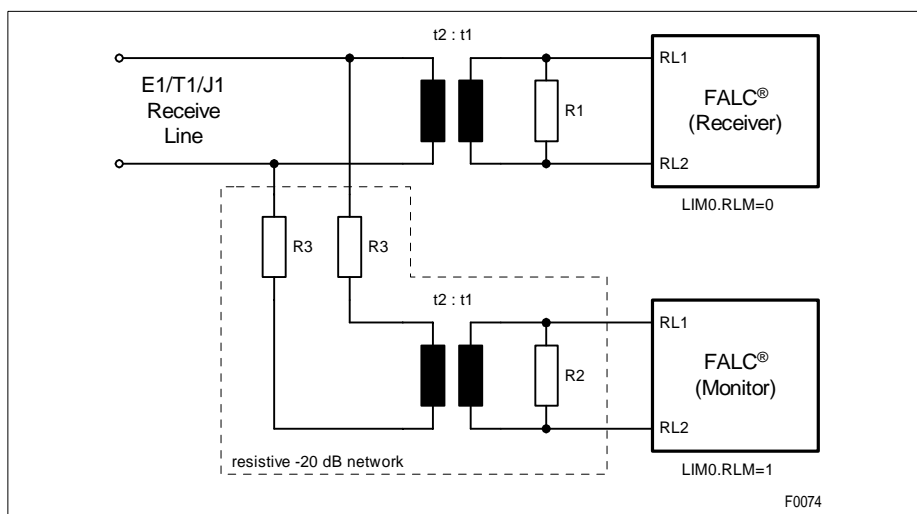 t2 : t1
E1/T1/J1
Receive
Line
R1
RL1
RL2
FALC®
(Receiver)
LIM0.RLM=0
R3
R3
t2 : t1
R2
RL1
RL2
FALC®
(Monitor)
resistive -20 dB network
LIM0.RLM=1
F0074